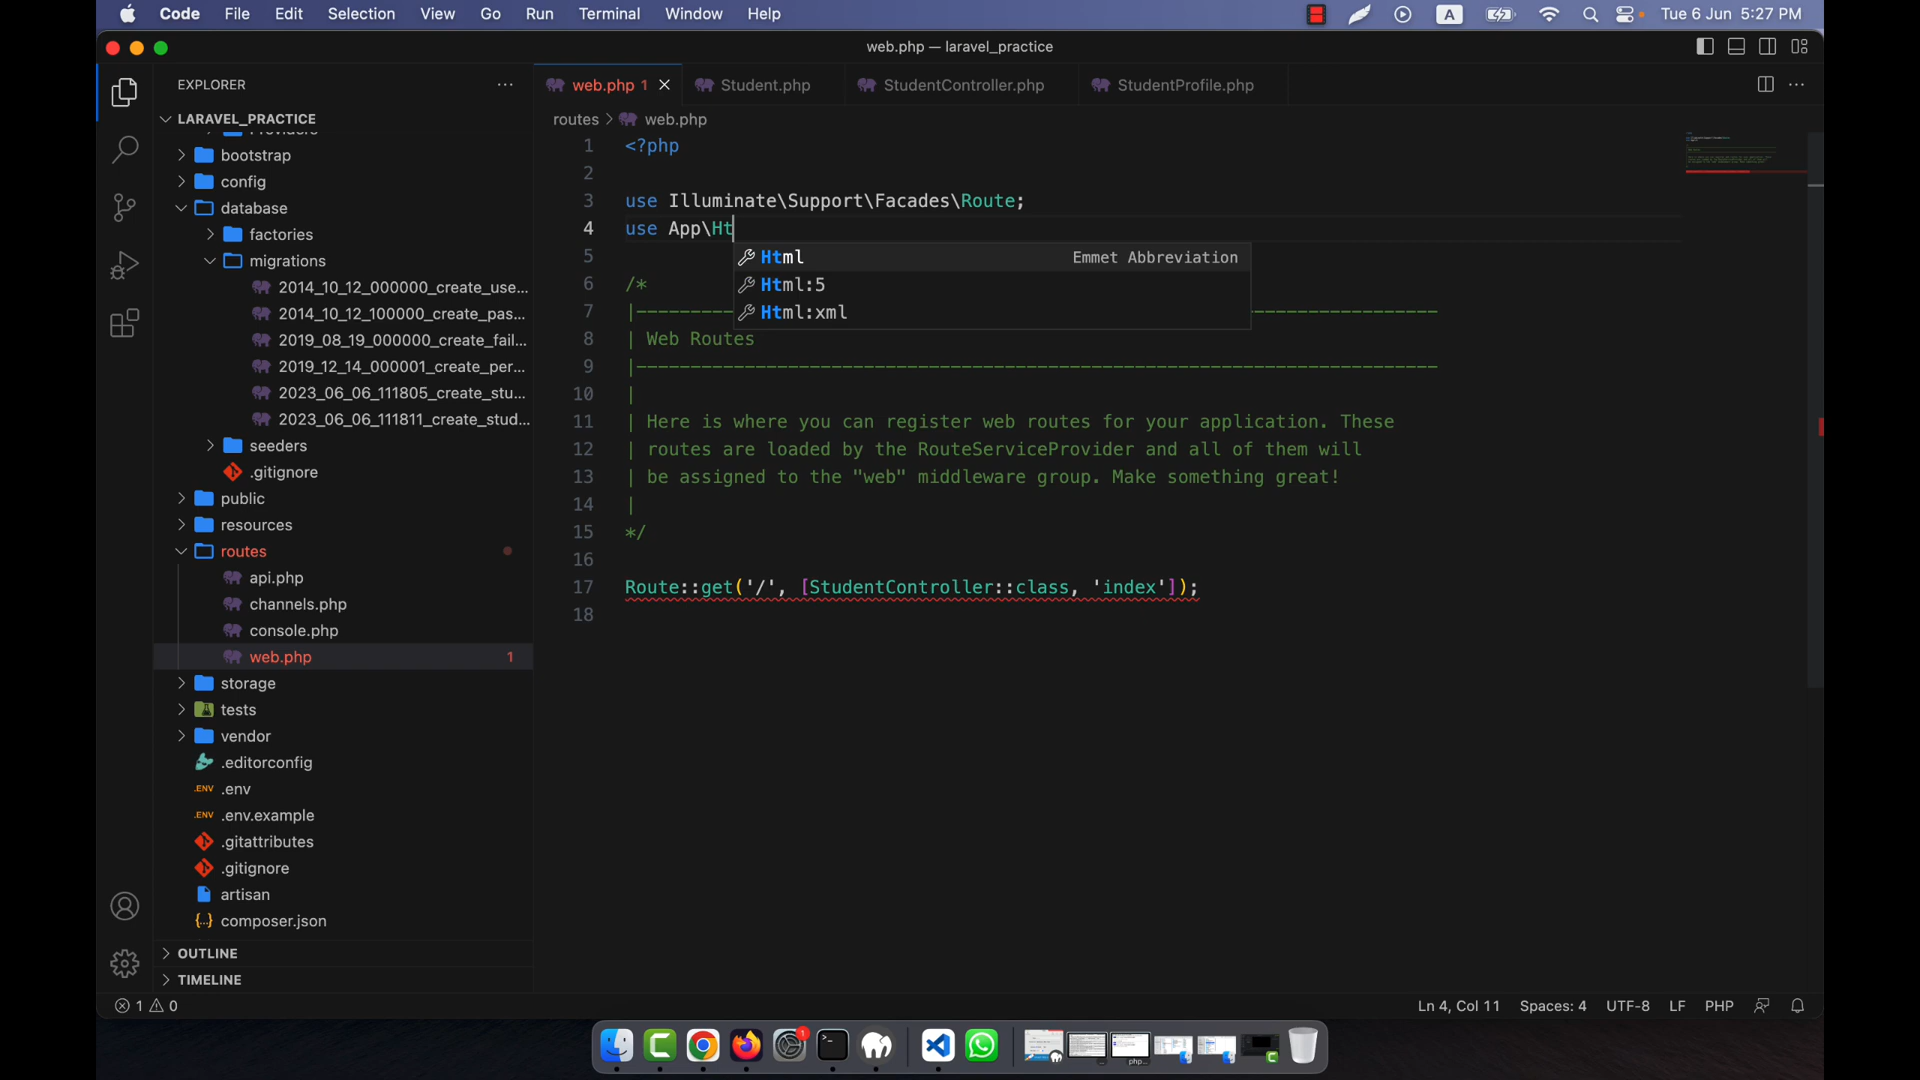 Code File Edit Selection View Go Run Terminal Window Help A Tue 6 Jun 5:27 PM
web.php — laravel_practice
EXPLORER
web.php 1
Student.php
StudentController.php
StudentProfile.php
LARAVEL_PRACTICE
Providers
bootstrap
config
database
factories
migrations
2014_10_12_000000_create_use...
2014_10_12_100000_create_pas...
2019_08_19_000000_create_fail...
2019_12_14_000001_create_per...
2023_06_06_111805_create_stu...
2023_06_06_111811_create_stud...
seeders
.gitignore
public
resources
routes
api.php
channels.php
console.php
web.php 1
storage
tests
vendor
.editorconfig
.ENV .env
.ENV .env.example
.gitattributes
.gitignore
artisan
{..} composer.json
OUTLINE
TIMELINE
routes > web.php
1 <?php
2
3 use Illuminate\Support\Facades\Route;
4 use App\Ht
Html Emmet Abbreviation
Html:5
Html:xml
5
6 /*
7 |--------------------------------------------------------------------------
8 | Web Routes
9 |--------------------------------------------------------------------------
10 |
11 | Here is where you can register web routes for your application. These
12 | routes are loaded by the RouteServiceProvider and all of them will
13 | be assigned to the "web" middleware group. Make something great!
14 |
15 */
16
17 Route::get('/', [StudentController::class, 'index']);
18
1 0
Ln 4, Col 11 Spaces: 4 UTF-8 LF PHP
1
php...